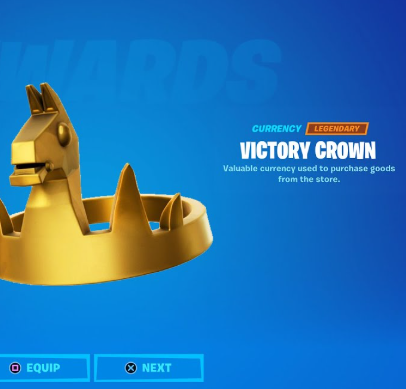 WARDS
CURRENCY LEGENDARY
VICTORY CROWN
Valuable currency used to purchase goods
from the store.
EQUIP NEXT